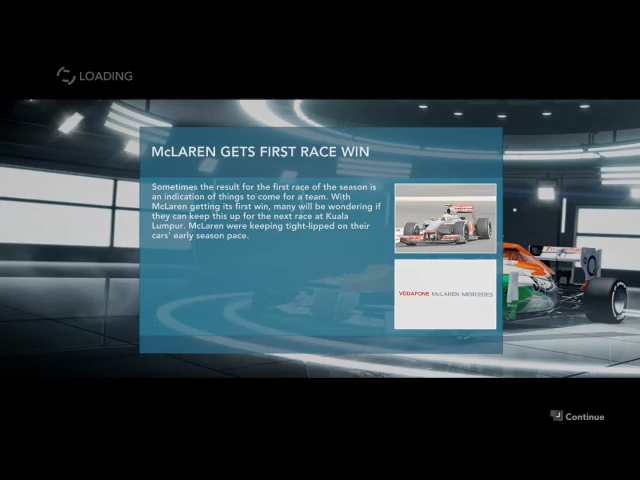 LOADING
McLAREN GETS FIRST RACE WIN
Sometimes the result for the first race of the season is
an indication of things to come for a team. With
McLaren getting its first win, many will be wondering if
they can keep this up for the next race at Kuala
Lumpur. McLaren were keeping tight-lipped on their
cars' early season pace.
VODAFONE McLAREN MERCEDES
Continue